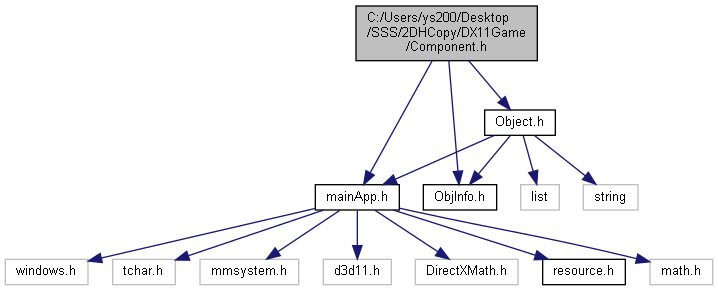 C:/Users/ys200/Desktop
/SSS/2DHCopy/DX11Game
/Component.h
Object.h
mainApp.h
ObjInfo.h
list
string
windows.h
tchar.h
mmsystem.h
d3d11.h
DirectXMath.h
resource.h
math.h